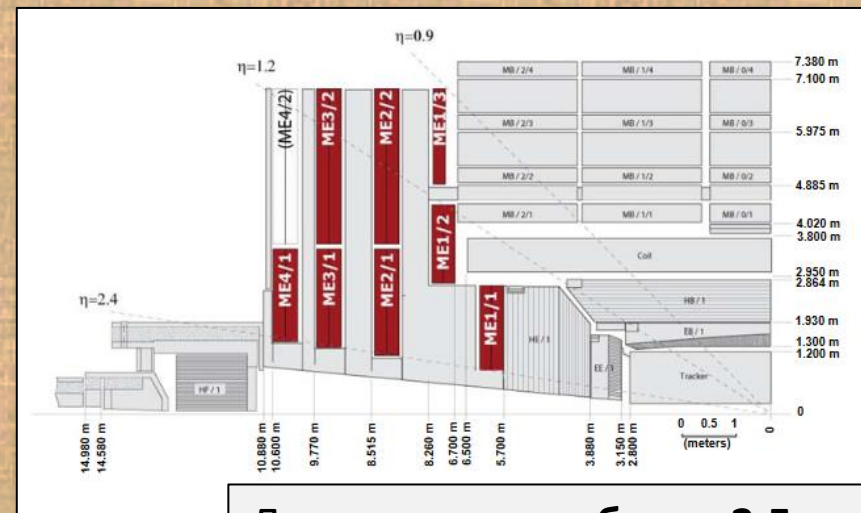 η=0.9
η=1.2
η=2.4
(ME4/2)
ME3/2
ME2/2
ME1/3
ME1/2
ME4/1
ME3/1
ME2/1
ME1/1
MB / 2/4
MB / 1/4
MB / 0/4
MB / 2/3
MB / 1/3
MB / 0/3
MB / 2/2
MB / 1/2
MB / 0/2
MB / 2/1
MB / 1/1
MB / 0/1
Coil
HB / 1
EB / 1
HE / 1
EE / 1
Tracker
HF / 1
7.380 m
7.100 m
5.975 m
4.885 m
4.020 m
3.800 m
2.950 m
2.864 m
1.930 m
1.300 m
1.200 m
0
0 0.5 1
(meters)
14.980 m
14.580 m
10.880 m
10.600 m
9.770 m
8.515 m
8.260 m
6.700 m
6.500 m
5.700 m
3.880 m
3.150 m
2.800 m
0